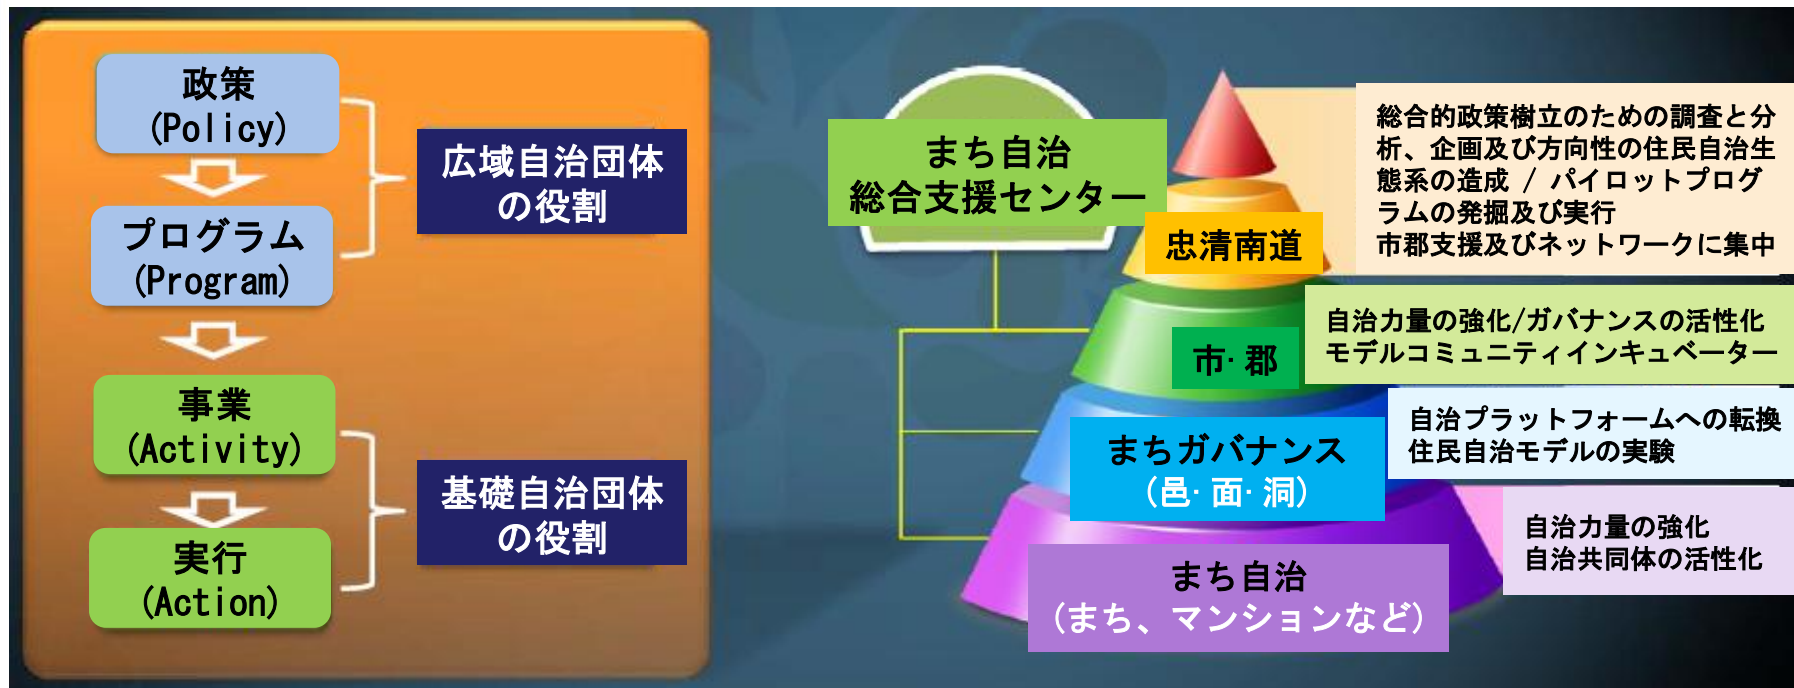 政策
(Policy)
プログラム
(Program)
事業
(Activity)
実行
(Action)
広域自治団体
の役割
基礎自治団体
の役割
まち自治
総合支援センター
忠清南道
市·郡
まちガバナンス
(邑·面·洞)
まち自治
(まち、マンションなど)
総合的政策樹立のための調査と分
析、企画及び方向性の住民自治生
態系の造成 / パイロットプログ
ラムの発掘及び実行
市郡支援及びネットワークに集中
自治力量の強化/ガバナンスの活性化
モデルコミュニティインキュベーター
自治プラットフォームへの転換
住民自治モデルの実験
自治力量の強化
自治共同体の活性化